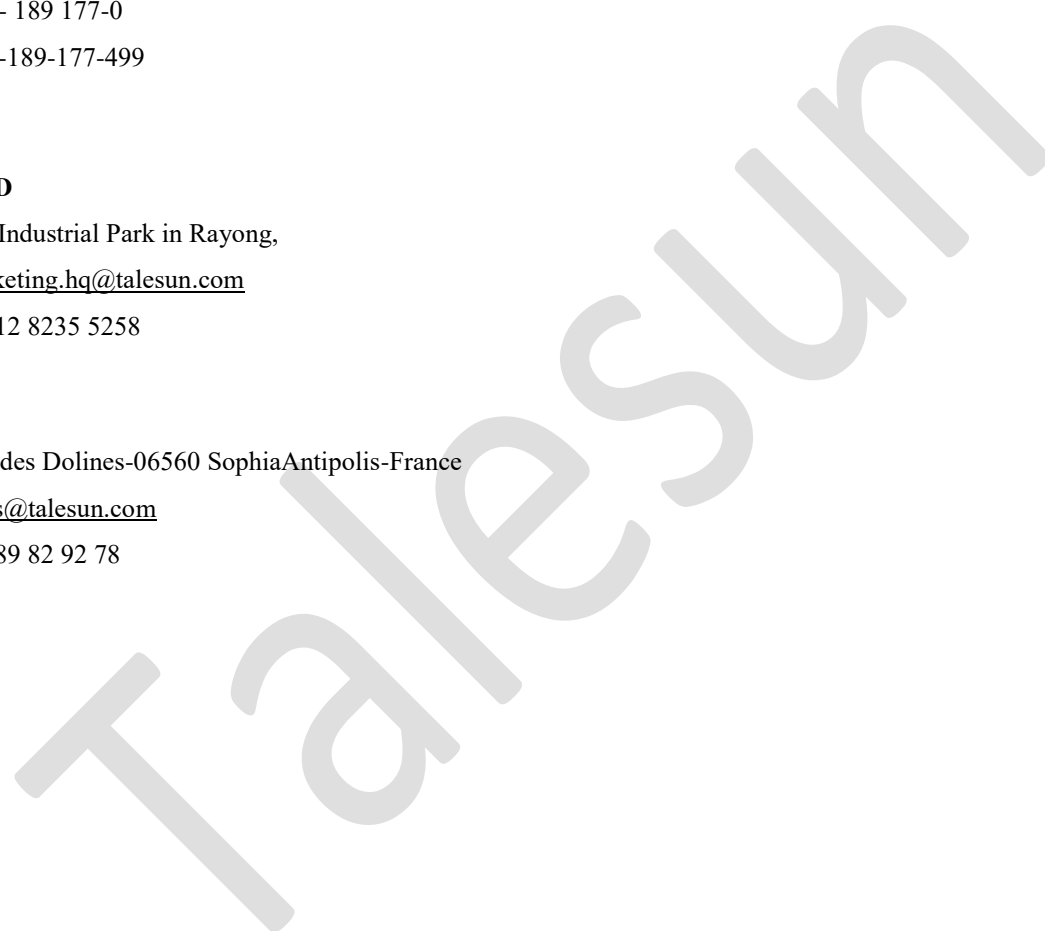 - 189 177-0
-189-177-499
D
Industrial Park in Rayong,
keting.hq@talesun.com
12 8235 5258
des Dolines-06560 SophiaAntipolis-France
s@talesun.com
89 82 92 78
Talesun